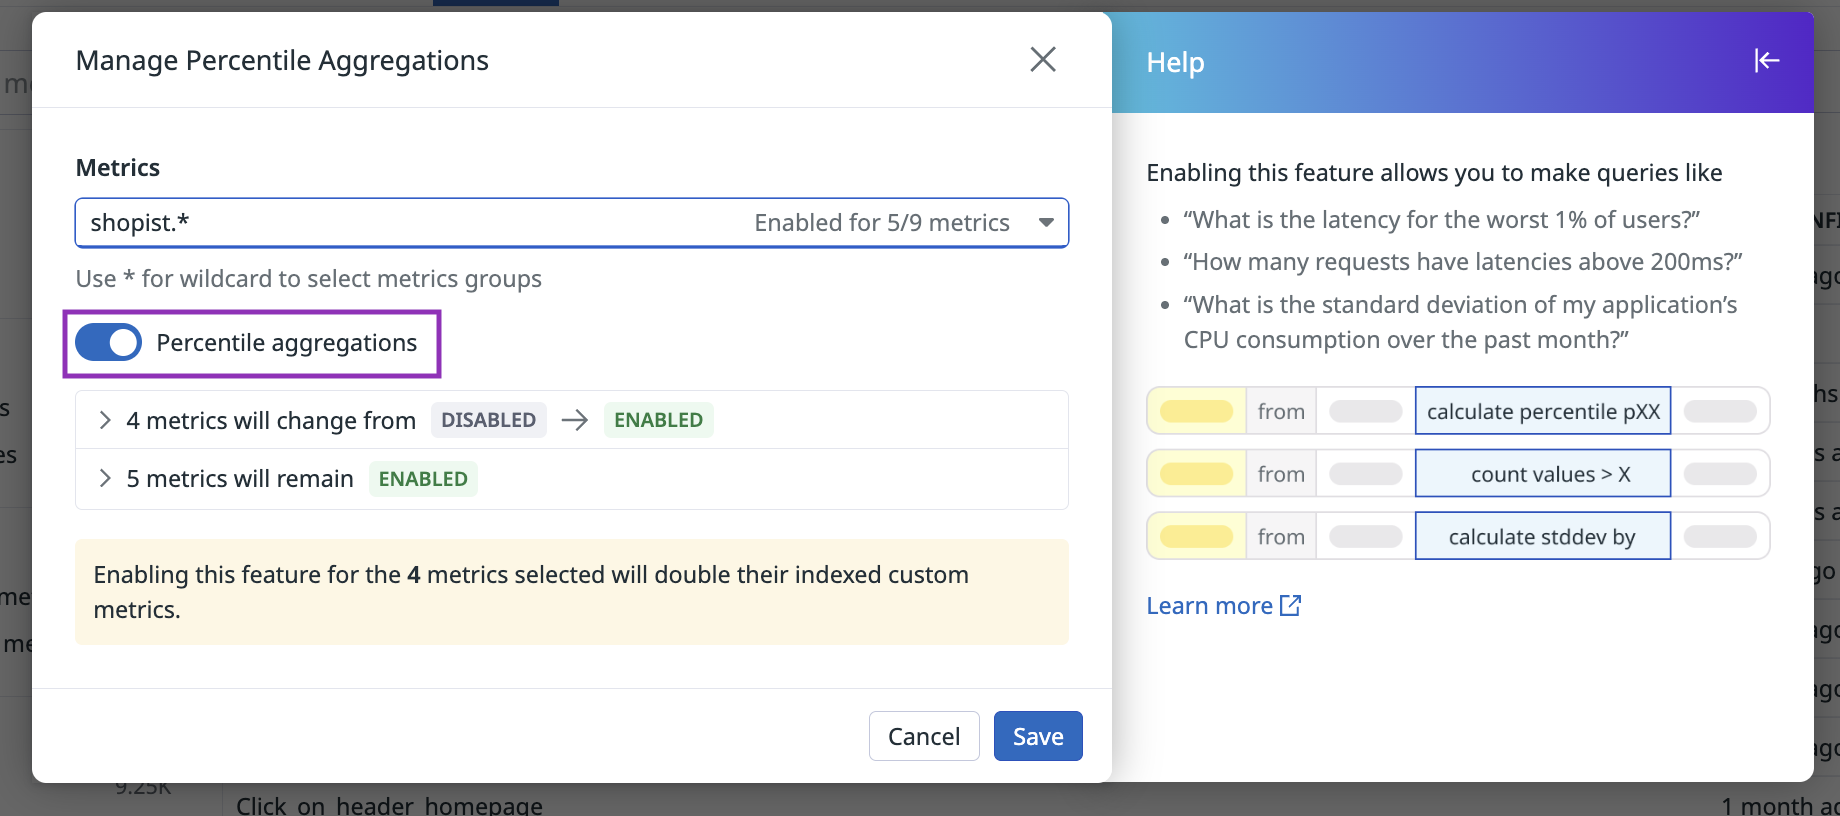 Manage Percentile Aggregations
Metrics
shopist.* Enabled for 5/9 metrics
Use * for wildcard to select metrics groups
Percentile aggregations
4 metrics will change from DISABLED → ENABLED
5 metrics will remain ENABLED
Enabling this feature for the 4 metrics selected will double their indexed custom
metrics.
Cancel Save
Help
Enabling this feature allows you to make queries like
• “What is the latency for the worst 1% of users?”
• “How many requests have latencies above 200ms?”
• “What is the standard deviation of my application’s
CPU consumption over the past month?”
from calculate percentile pXX
from count values > X
from calculate stddev by
Learn more
9.25K
Click on header homepage
1 month